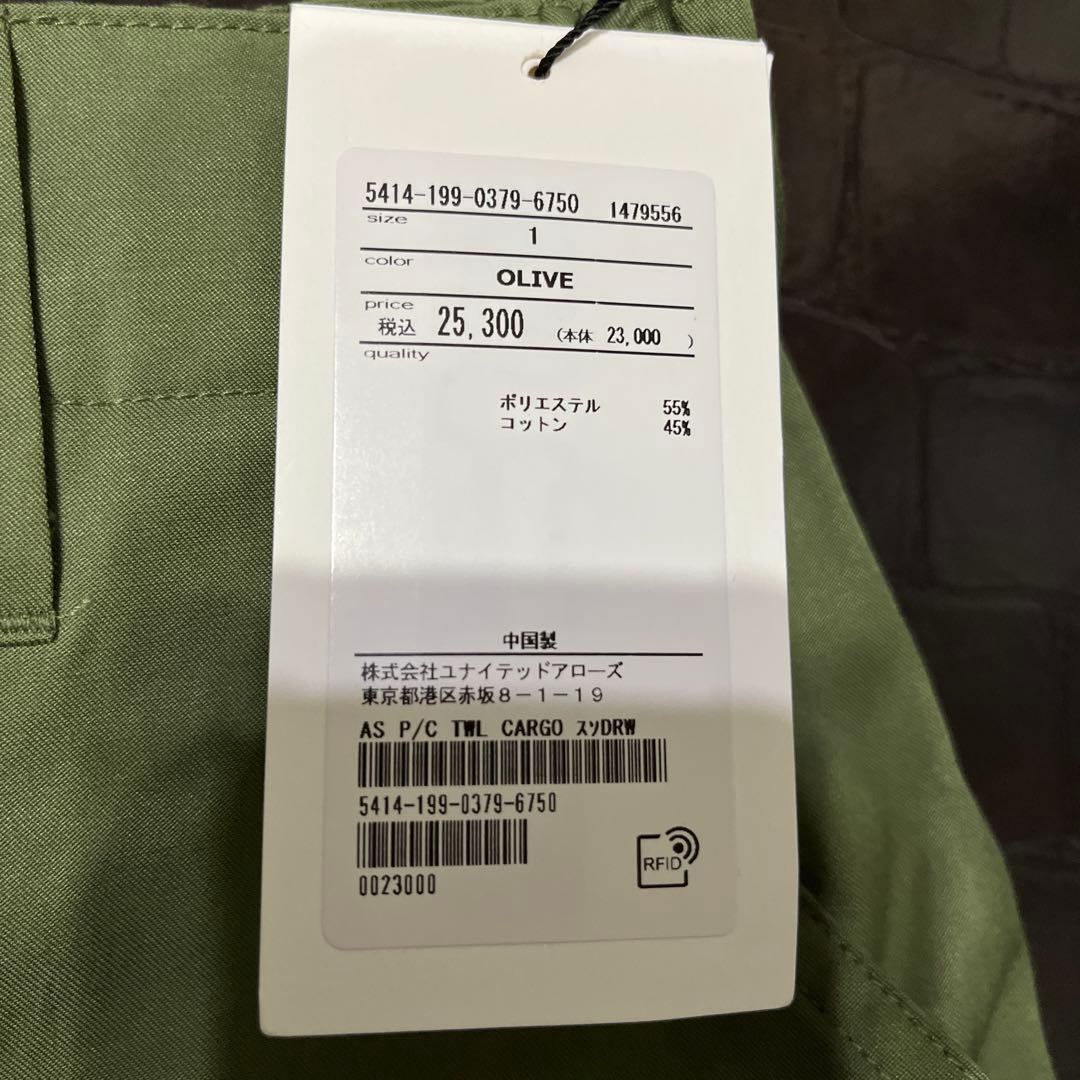 5414-199-0379-6750 1479556
size
1
color
OLIVE
price
税込 25,300 (本体 23,000 )
quality
ポリエステル 55%
コットン 45%
中国製
株式会社ユナイテッドアローズ
東京都港区赤坂8-1-19
AS P/C TWL CARGO スソDRW
5414-199-0379-6750
0023000
RFID